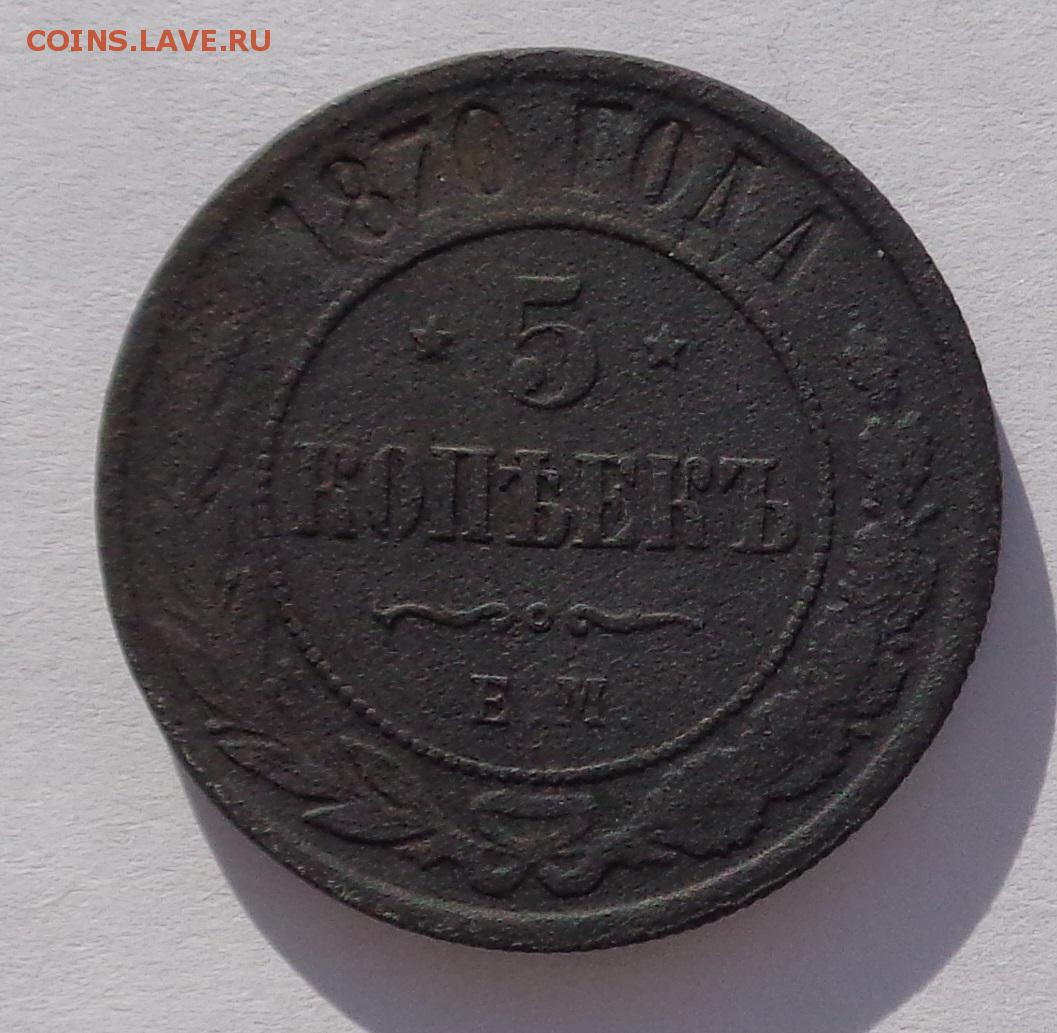 COINS.LAVE.RU
1870 ГОДА
5
КОПѢЕКЪ
Е М